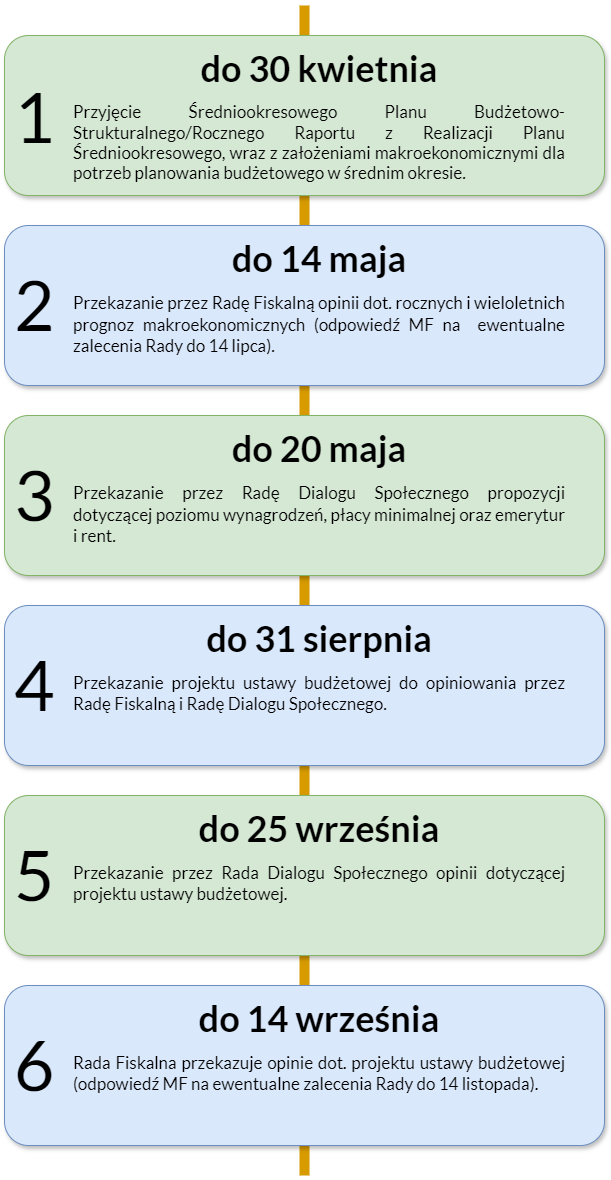 do 30 kwietnia
1
Przyjęcie Średniookresowego Planu Budżetowo-
Strukturalnego/Rocznego Raportu z Realizacji Planu
Średniookresowego, wraz z założeniami makroekonomicznymi dla
potrzeb planowania budżetowego w średnim okresie.
do 14 maja
2
Przekazanie przez Radę Fiskalną opinii dot. rocznych i wieloletnich
prognoz makroekonomicznych (odpowiedź MF na ewentualne
zalecenia Rady do 14 lipca).
do 20 maja
3
Przekazanie przez Radę Dialogu Społecznego propozycji
dotyczącej poziomu wynagrodzeń, płacy minimalnej oraz emerytur
i rent.
do 31 sierpnia
4
Przekazanie projektu ustawy budżetowej do opiniowania przez
Radę Fiskalną i Radę Dialogu Społecznego.
do 25 września
5
Przekazanie przez Rada Dialogu Społecznego opinii dotyczącej
projektu ustawy budżetowej.
do 14 września
6
Rada Fiskalna przekazuje opinie dot. projektu ustawy budżetowej
(odpowiedź MF na ewentualne zalecenia Rady do 14 listopada).